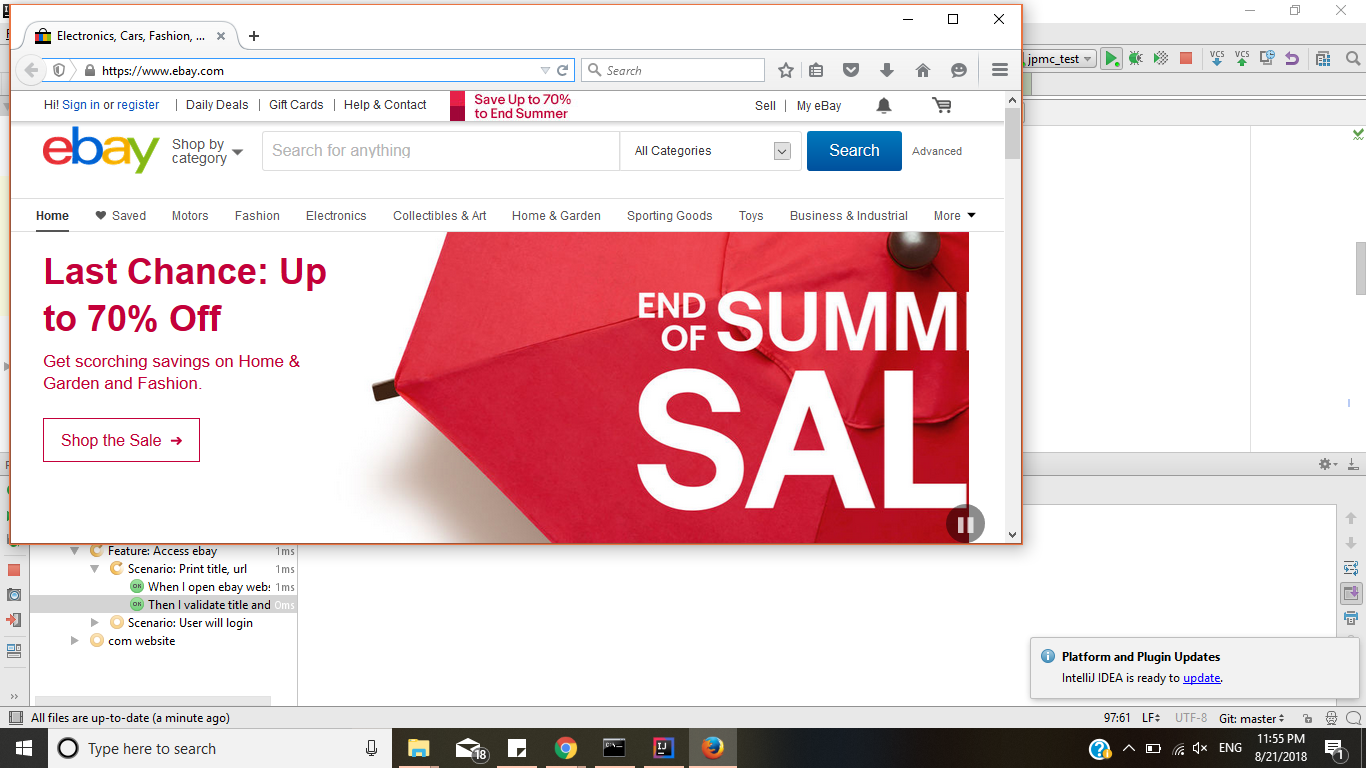 Electronics, Cars, Fashion, ...
https://www.ebay.com
Search
jpmc_test
VCS VCS
Hi! Sign in or register | Daily Deals | Gift Cards | Help & Contact
Save Up to 70%
to End Summer
Sell | My eBay
ebay
Shop by
category
Search for anything
All Categories
Search
Advanced
Home Saved Motors Fashion Electronics Collectibles & Art Home & Garden Sporting Goods Toys Business & Industrial More
Last Chance: Up
to 70% Off
Get scorching savings on Home &
Garden and Fashion.
Shop the Sale
END
OF SUMM
SAL
Feature: Access ebay 1ms
Scenario: Print title, url 1ms
OK When I open ebay webs 1ms
OK Then I validate title and 0ms
Scenario: User will login
com website
Platform and Plugin Updates
IntelliJ IDEA is ready to update.
All files are up-to-date (a minute ago)
97:61 LF UTF-8 Git: master
Type here to search
18
IJ
ENG
11:55 PM
8/21/2018
1